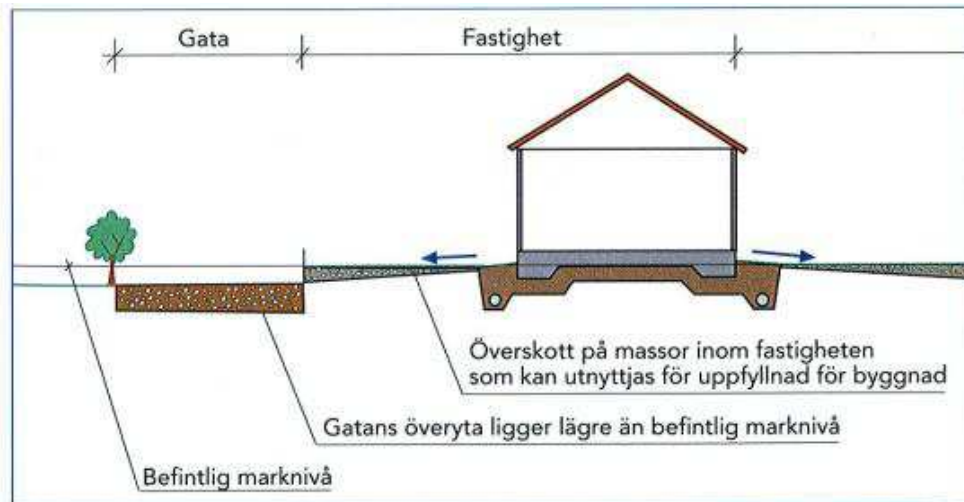 Gata
Fastighet
Överskott på massor inom fastigheten
som kan utnyttjas för uppfyllnad för byggnad
Gatans överyta ligger lägre än befintlig marknivå
Befintlig marknivå